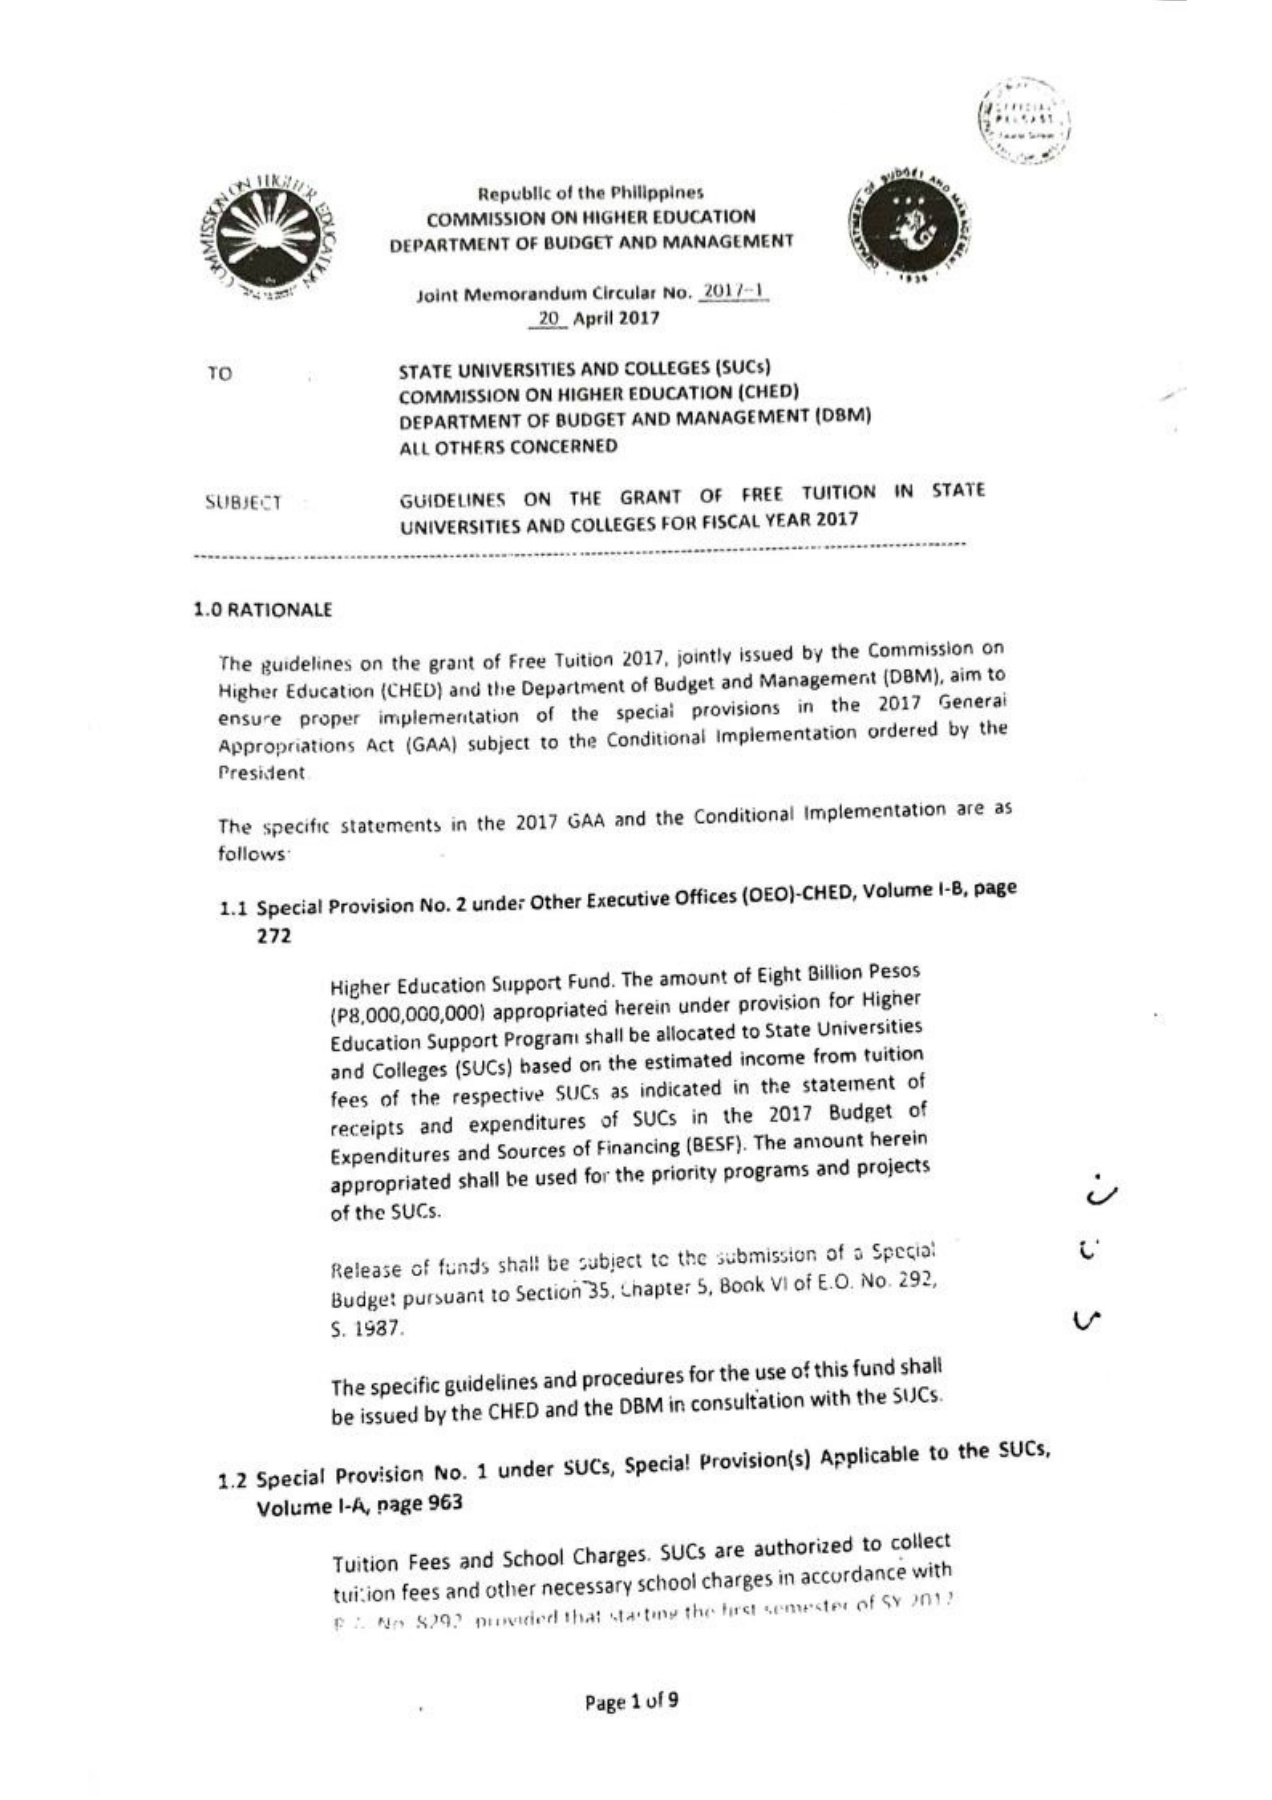 OFFICIAL
RELEASE
COMMISSION ON HIGHER EDUCATION
DEPARTMENT OF BUDGET AND MANAGEMENT
1936
Republic of the Philippines
COMMISSION ON HIGHER EDUCATION
DEPARTMENT OF BUDGET AND MANAGEMENT
Joint Memorandum Circular No. 2017-1
20 April 2017
TO : STATE UNIVERSITIES AND COLLEGES (SUCs)
COMMISSION ON HIGHER EDUCATION (CHED)
DEPARTMENT OF BUDGET AND MANAGEMENT (DBM)
ALL OTHERS CONCERNED
SUBJECT : GUIDELINES ON THE GRANT OF FREE TUITION IN STATE
UNIVERSITIES AND COLLEGES FOR FISCAL YEAR 2017
1.0 RATIONALE
The guidelines on the grant of Free Tuition 2017, jointly issued by the Commission on
Higher Education (CHED) and the Department of Budget and Management (DBM), aim to
ensure proper implementation of the special provisions in the 2017 General
Appropriations Act (GAA) subject to the Conditional Implementation ordered by the
President.
The specific statements in the 2017 GAA and the Conditional Implementation are as
follows:
1.1 Special Provision No. 2 under Other Executive Offices (OEO)-CHED, Volume I-B, page
272
Higher Education Support Fund. The amount of Eight Billion Pesos
(P8,000,000,000) appropriated herein under provision for Higher
Education Support Program shall be allocated to State Universities
and Colleges (SUCs) based on the estimated income from tuition
fees of the respective SUCs as indicated in the statement of
receipts and expenditures of SUCs in the 2017 Budget of
Expenditures and Sources of Financing (BESF). The amount herein
appropriated shall be used for the priority programs and projects
of the SUCs.
Release of funds shall be subject to the submission of a Special
Budget pursuant to Section 35, Chapter 5, Book VI of E.O. No. 292,
S. 1987.
The specific guidelines and procedures for the use of this fund shall
be issued by the CHED and the DBM in consultation with the SUCs.
1.2 Special Provision No. 1 under SUCs, Special Provision(s) Applicable to the SUCs,
Volume I-A, page 963
Tuition Fees and School Charges. SUCs are authorized to collect
tuition fees and other necessary school charges in accordance with
No. 8292 provided that starting the first semester of SY 2017
Page 1 of 9